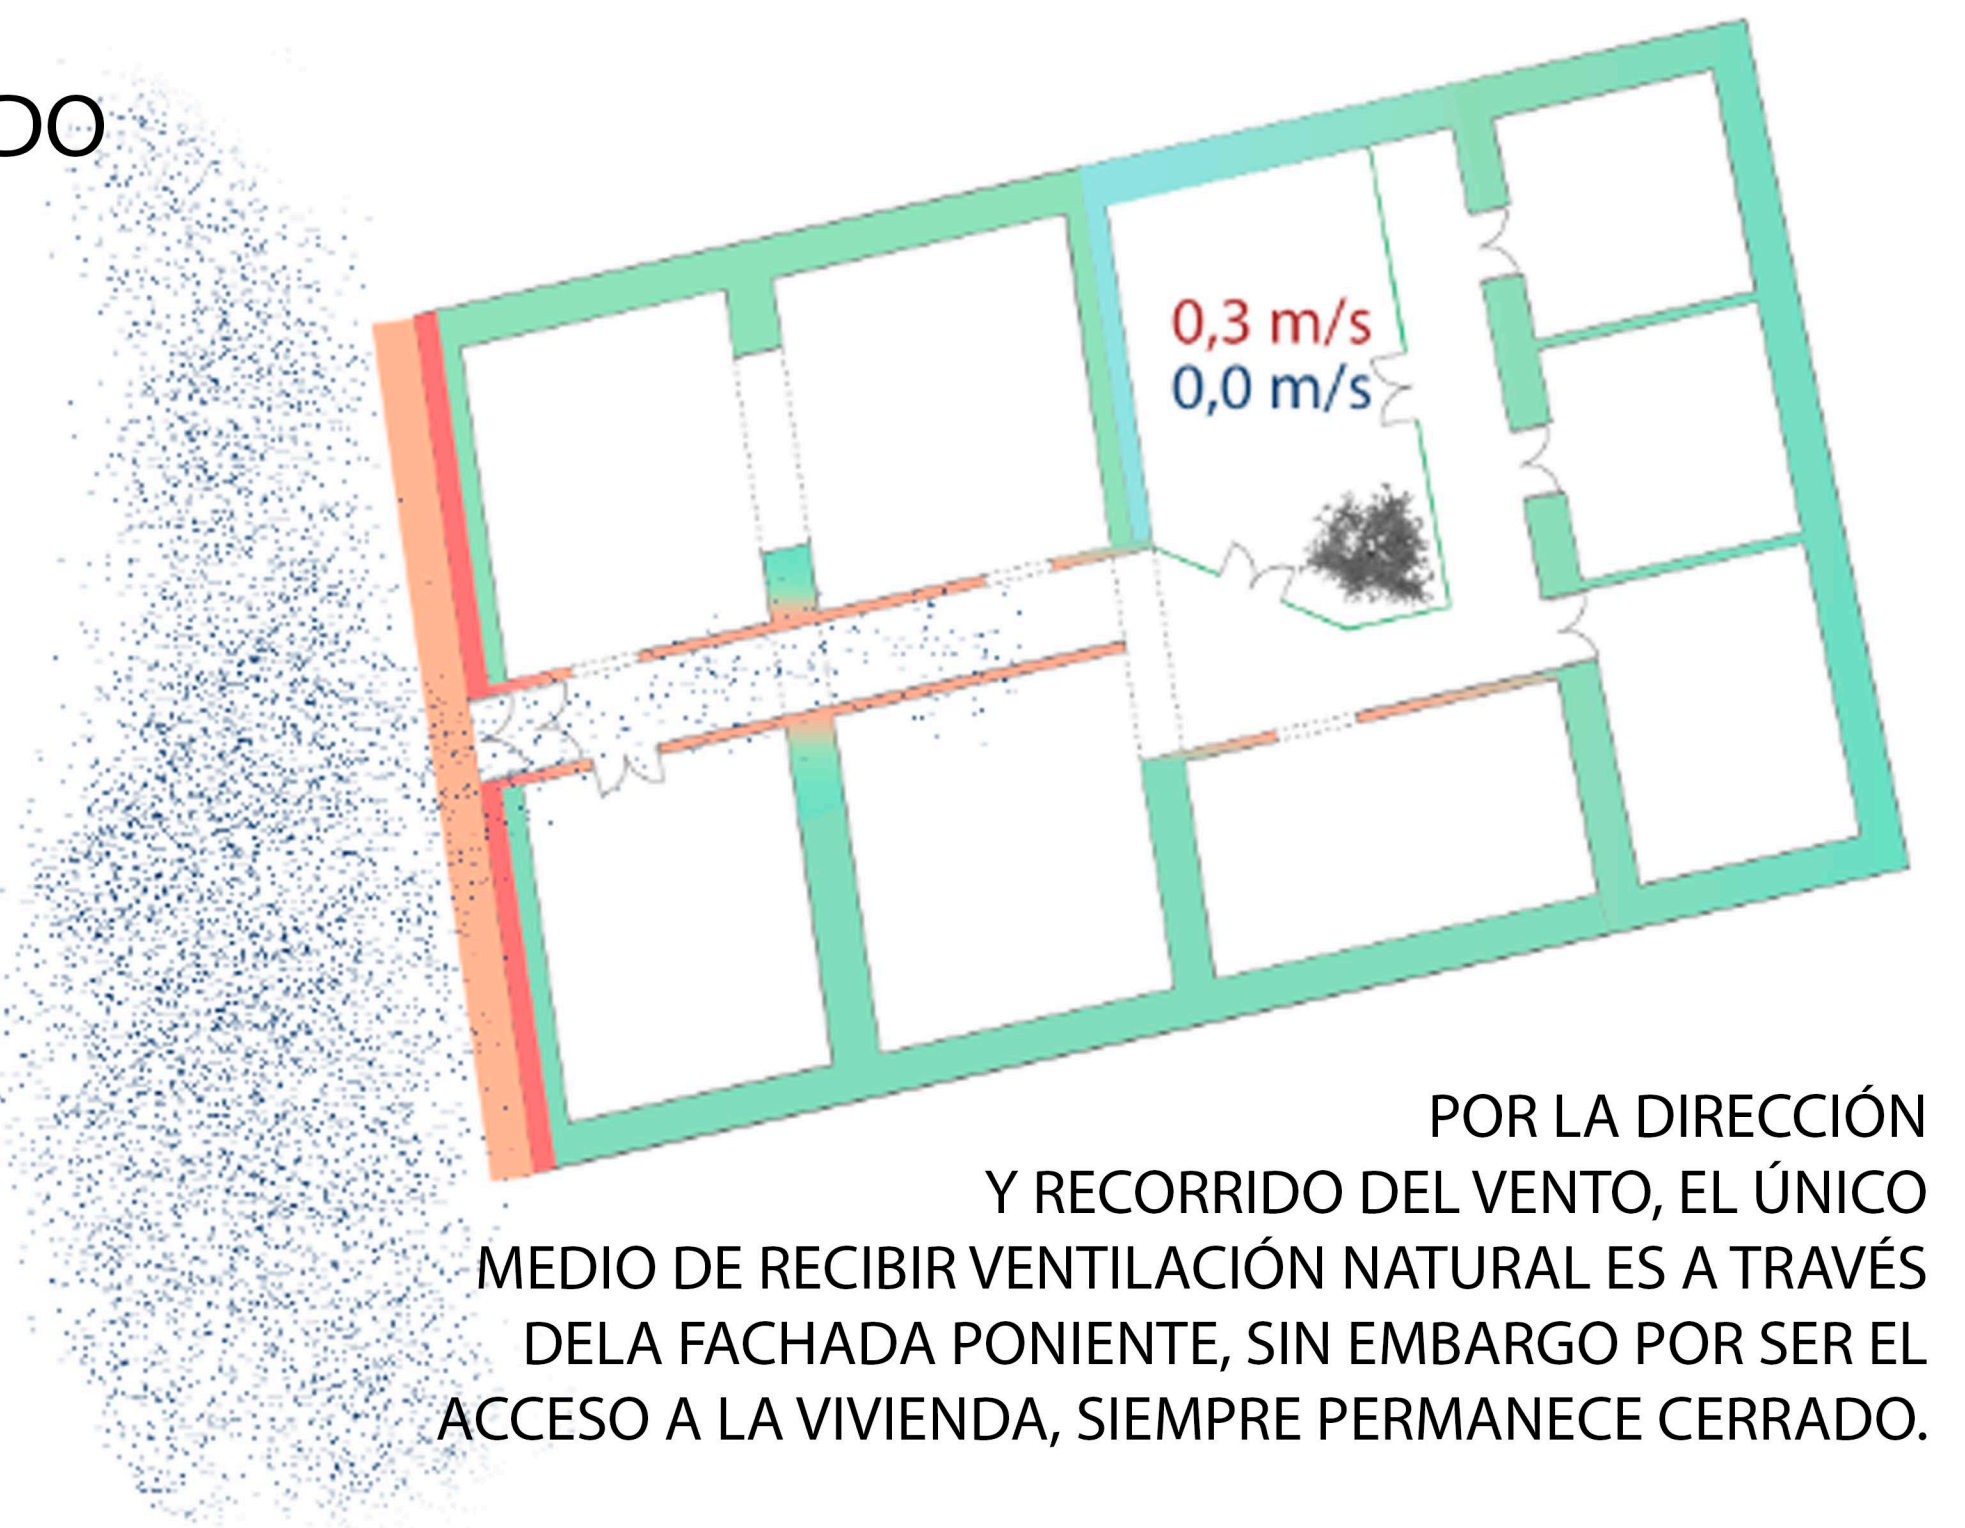 DO
0,3 m/s
0,0 m/s
POR LA DIRECCIÓN
Y RECORRIDO DEL VENTO, EL ÚNICO
MEDIO DE RECIBIR VENTILACIÓN NATURAL ES A TRAVÉS
DELA FACHADA PONIENTE, SIN EMBARGO POR SER EL
ACCESO A LA VIVIENDA, SIEMPRE PERMANECE CERRADO.